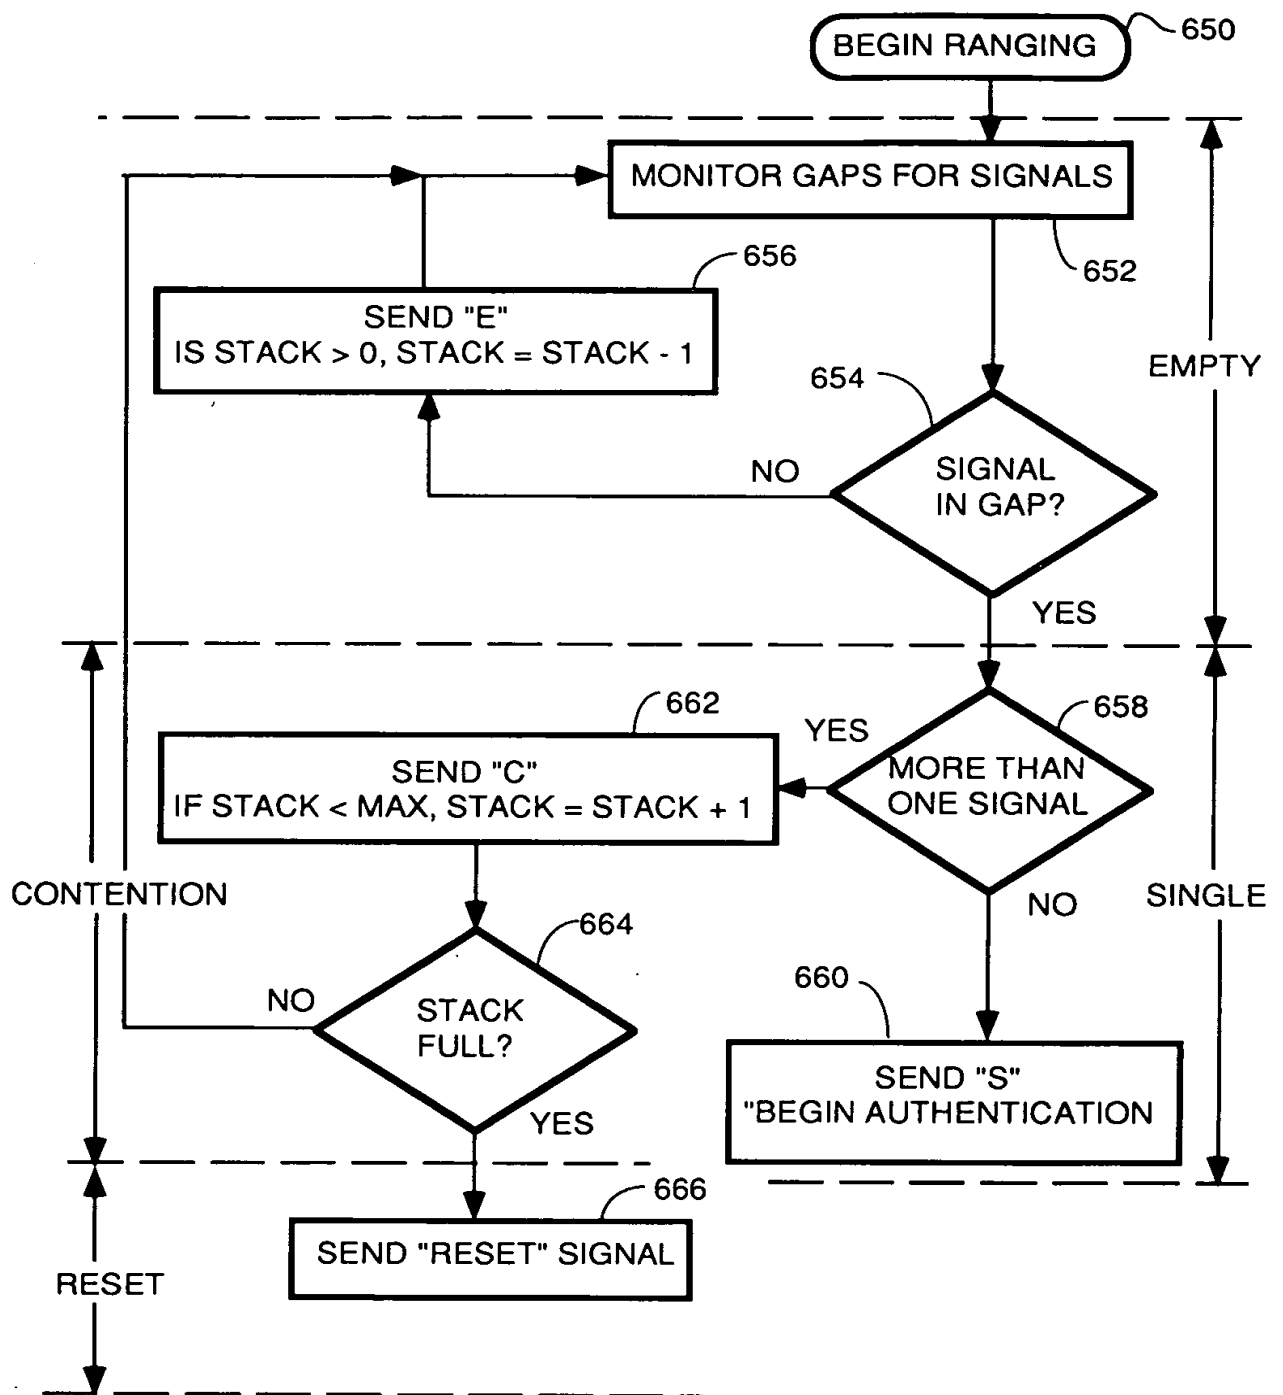 BEGIN RANGING
650
MONITOR GAPS FOR SIGNALS
652
656
SEND "E"
IS STACK > 0, STACK = STACK - 1
EMPTY
654
SIGNAL
IN GAP?
NO
YES
662
658
YES
SEND "C"
IF STACK < MAX, STACK = STACK + 1
MORE THAN
ONE SIGNAL
CONTENTION
SINGLE
NO
664
660
NO
STACK
FULL?
SEND "S"
"BEGIN AUTHENTICATION
YES
666
SEND "RESET" SIGNAL
RESET